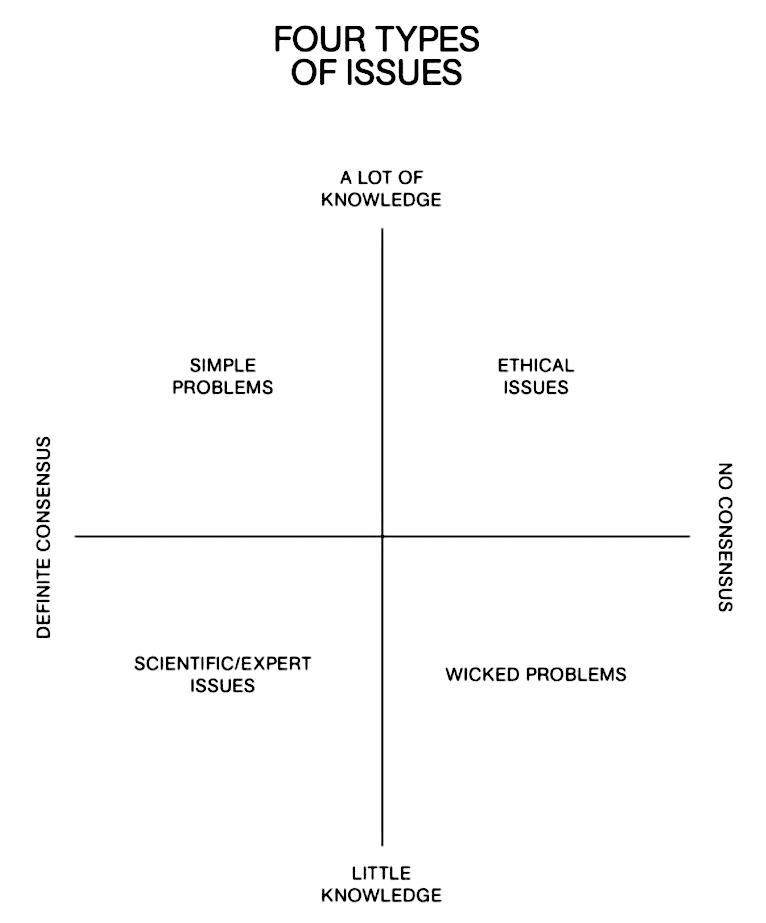 FOUR TYPES
OF ISSUES
A LOT OF
KNOWLEDGE
SIMPLE
PROBLEMS
ETHICAL
ISSUES
DEFINITE CONSENSUS
NO CONSENSUS
SCIENTIFIC/EXPERT
ISSUES
WICKED PROBLEMS
LITTLE
KNOWLEDGE